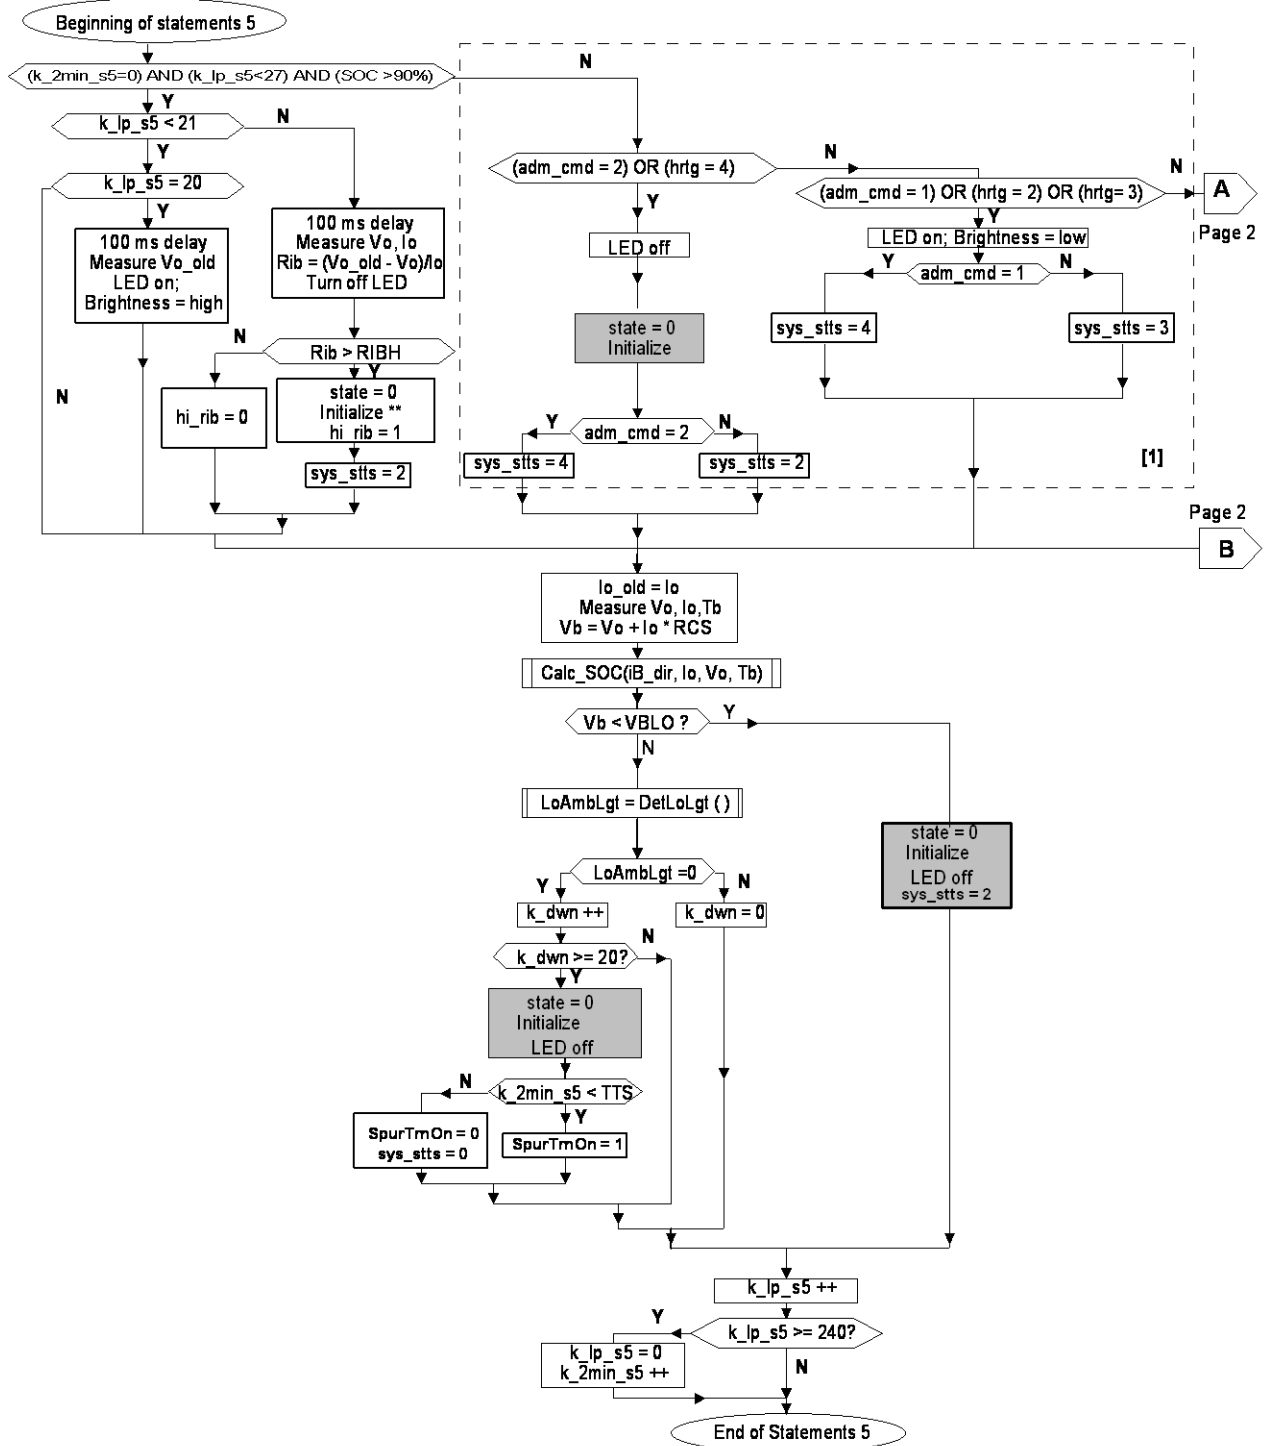 Beginning of statements 5
(k_2min_s5=0) AND (k_lp_s5<27) AND (SOC >90%)
N
Y
k_lp_s5 < 21
N
Y
k_lp_s5 = 20
Y
100 ms delay
Measure Vo_old
LED on;
Brightness = high
N
100 ms delay
Measure Vo, Io
Rib = (Vo_old - Vo)/Io
Turn off LED
N
Rib > RIBH
Y
hi_rib = 0
state = 0
Initialize **
hi_rib = 1
sys_stts = 2
(adm_cmd = 2) OR (hrtg = 4)
N
Y
LED off
state = 0
Initialize
Y
adm_cmd = 2
N
sys_stts = 4
sys_stts = 2
(adm_cmd = 1) OR (hrtg = 2) OR (hrtg= 3)
N
A
Page 2
Y
LED on; Brightness = low
Y
adm_cmd = 1
N
sys_stts = 4
sys_stts = 3
[1]
Page 2
B
Io_old = Io
Measure Vo, Io,Tb
Vb = Vo + Io * RCS
Calc_SOC(iB_dir, Io, Vo, Tb)
Vb < VBLO ?
Y
N
LoAmbLgt = DetLoLgt ( )
state = 0
Initialize
LED off
sys_stts = 2
LoAmbLgt =0
Y
N
k_dwn ++
k_dwn = 0
k_dwn >= 20?
N
Y
state = 0
Initialize
LED off
N
k_2min_s5 < TTS
Y
SpurTrnOn = 0
sys_stts = 0
SpurTrnOn = 1
k_lp_s5 ++
Y
k_lp_s5 >= 240?
k_lp_s5 = 0
k_2min_s5 ++
N
End of Statements 5